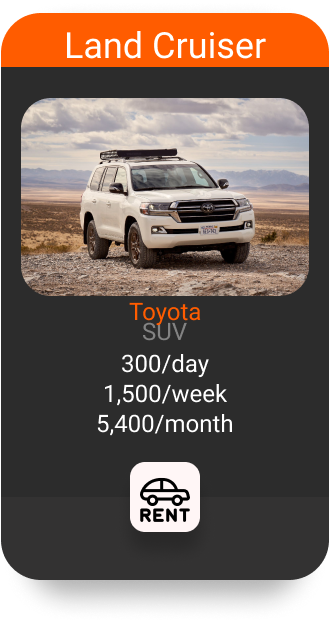 Land Cruiser
Toyota
SUV
300/day
1,500/week
5,400/month
RENT